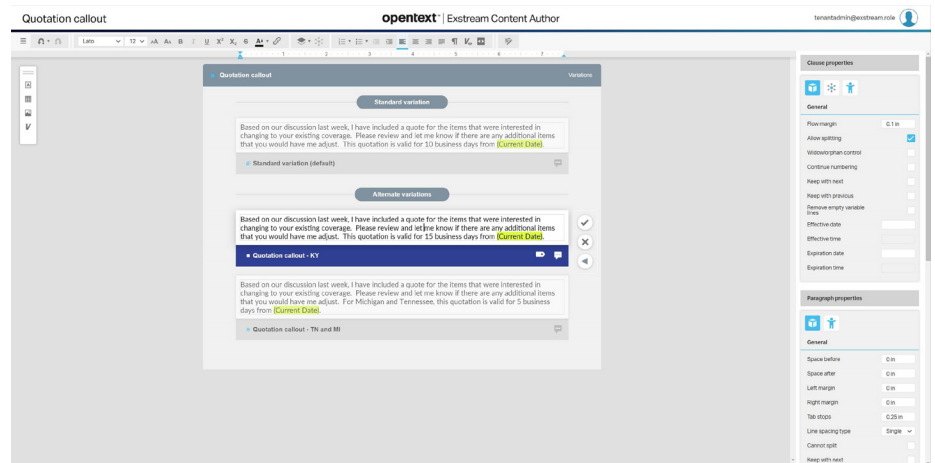 Quotation callout
opentext™ | Exstream Content Author
tenantadmin@exstream.role
Lato 12 AA AA B I U X² X₂ S A
1 2 3 4 5 6 7
Quotation callout Variations
Standard variation
Based on our discussion last week, I have included a quote for the items that were interested in
changing to your existing coverage. Please review and let me know if there are any additional items
that you would have me adjust. This quotation is valid for 10 business days from (Current Date).
Standard variation (default)
Alternate variations
Based on our discussion last week, I have included a quote for the items that were interested in
changing to your existing coverage. Please review and let me know if there are any additional items
that you would have me adjust. This quotation is valid for 15 business days from (Current Date).
Quotation callout - KY
Based on our discussion last week, I have included a quote for the items that were interested in
changing to your existing coverage. Please review and let me know if there are any additional items
that you would have me adjust. For Michigan and Tennessee, this quotation is valid for 5 business
days from (Current Date).
Quotation callout - TN and MI
Clause properties
General
Flow margin 0.1 in
Allow splitting
Widow/orphan control
Continue numbering
Keep with next
Keep with previous
Remove empty variable
lines
Effective date
Effective time
Expiration date
Expiration time
Paragraph properties
General
Space before 0 in
Space after 0 in
Left margin 0 in
Right margin 0 in
Tab stops 0.25 in
Line spacing type Single
Cannot split
Keep with next